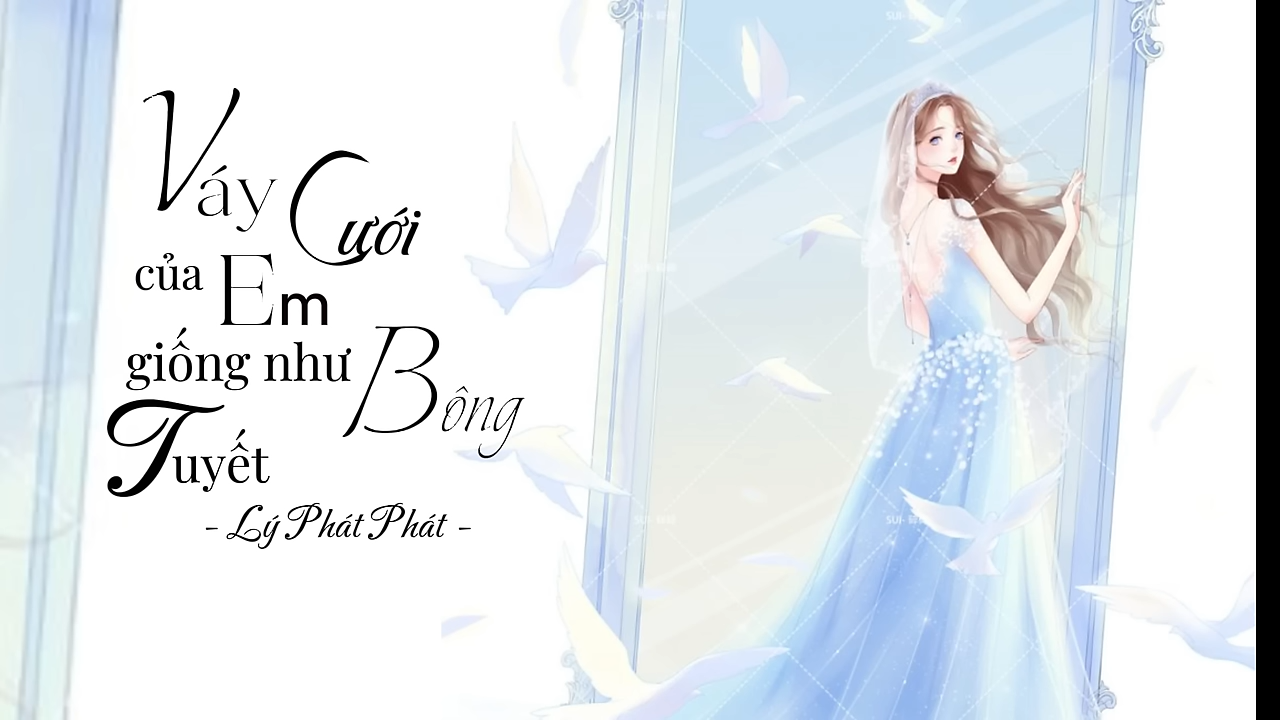 Váy Cưới
của Em
giống như Bông
Tuyết
- Lý Phát Phát -